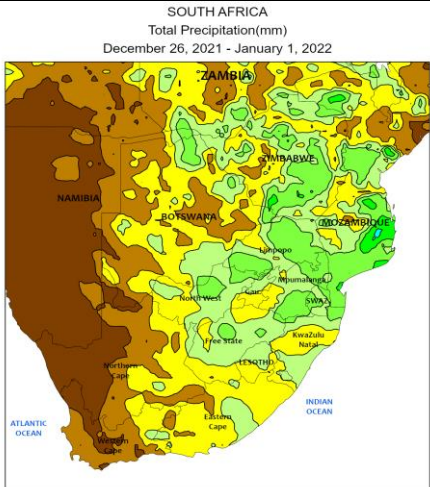 SOUTH AFRICA
Total Precipitation(mm)
December 26, 2021 - January 1, 2022
ZAMBIA
ZIMBABWE
NAMIBIA
BOTSWANA
MOZAMBIQUE
Limpopo
Mpumalanga
North West
Gau.
SWAZ.
Free State
KwaZulu
Natal
LESOTHO
Northern
Cape
INDIAN
OCEAN
ATLANTIC
OCEAN
Eastern
Cape
Western
Cape